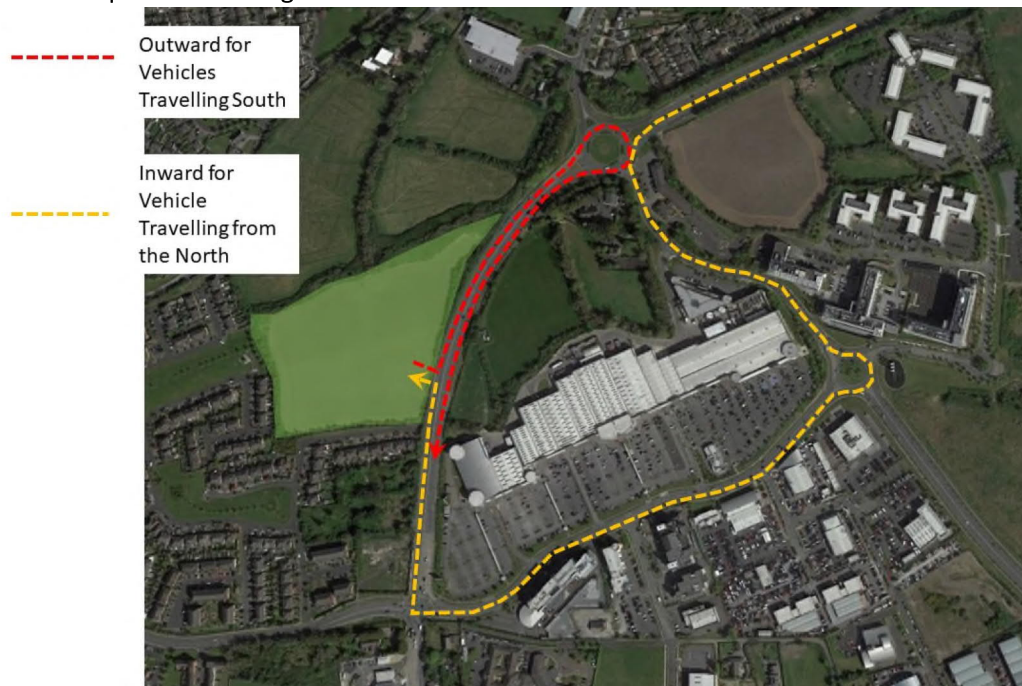 Outward for
Vehicles
Travelling South
Inward for
Vehicle
Travelling from
the North